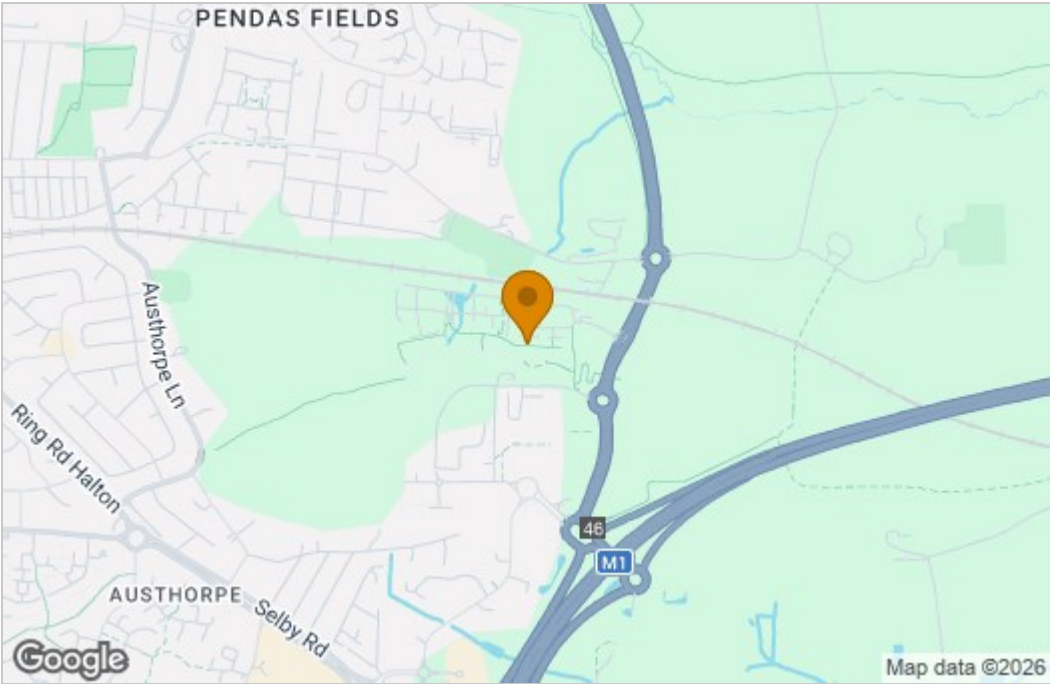 PENDAS FIELDS
Austhorpe Ln
Ring Rd Halton
46
M1
AUSTHORPE
Selby Rd
Google
Map data ©2026